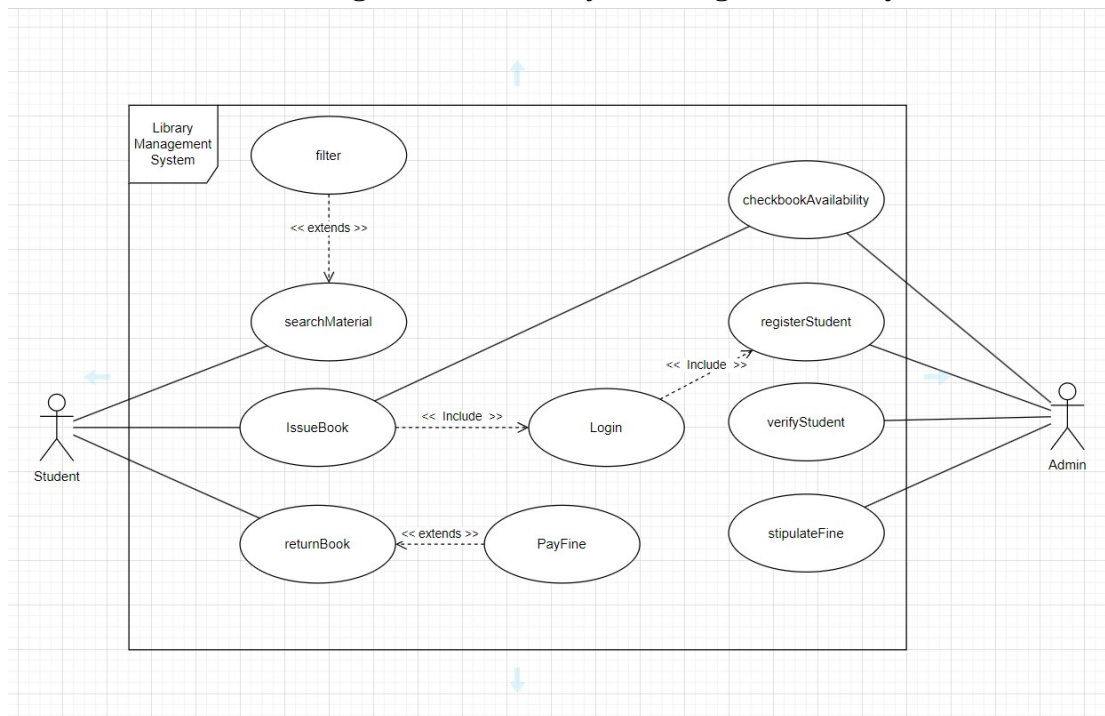 Library
Management
System
filter
<< extends >>
checkbookAvailability
searchMaterial
registerStudent
<< Include >>
IssueBook
<< Include >>
Login
verifyStudent
Student
Admin
returnBook
<< extends >>
PayFine
stipulateFine